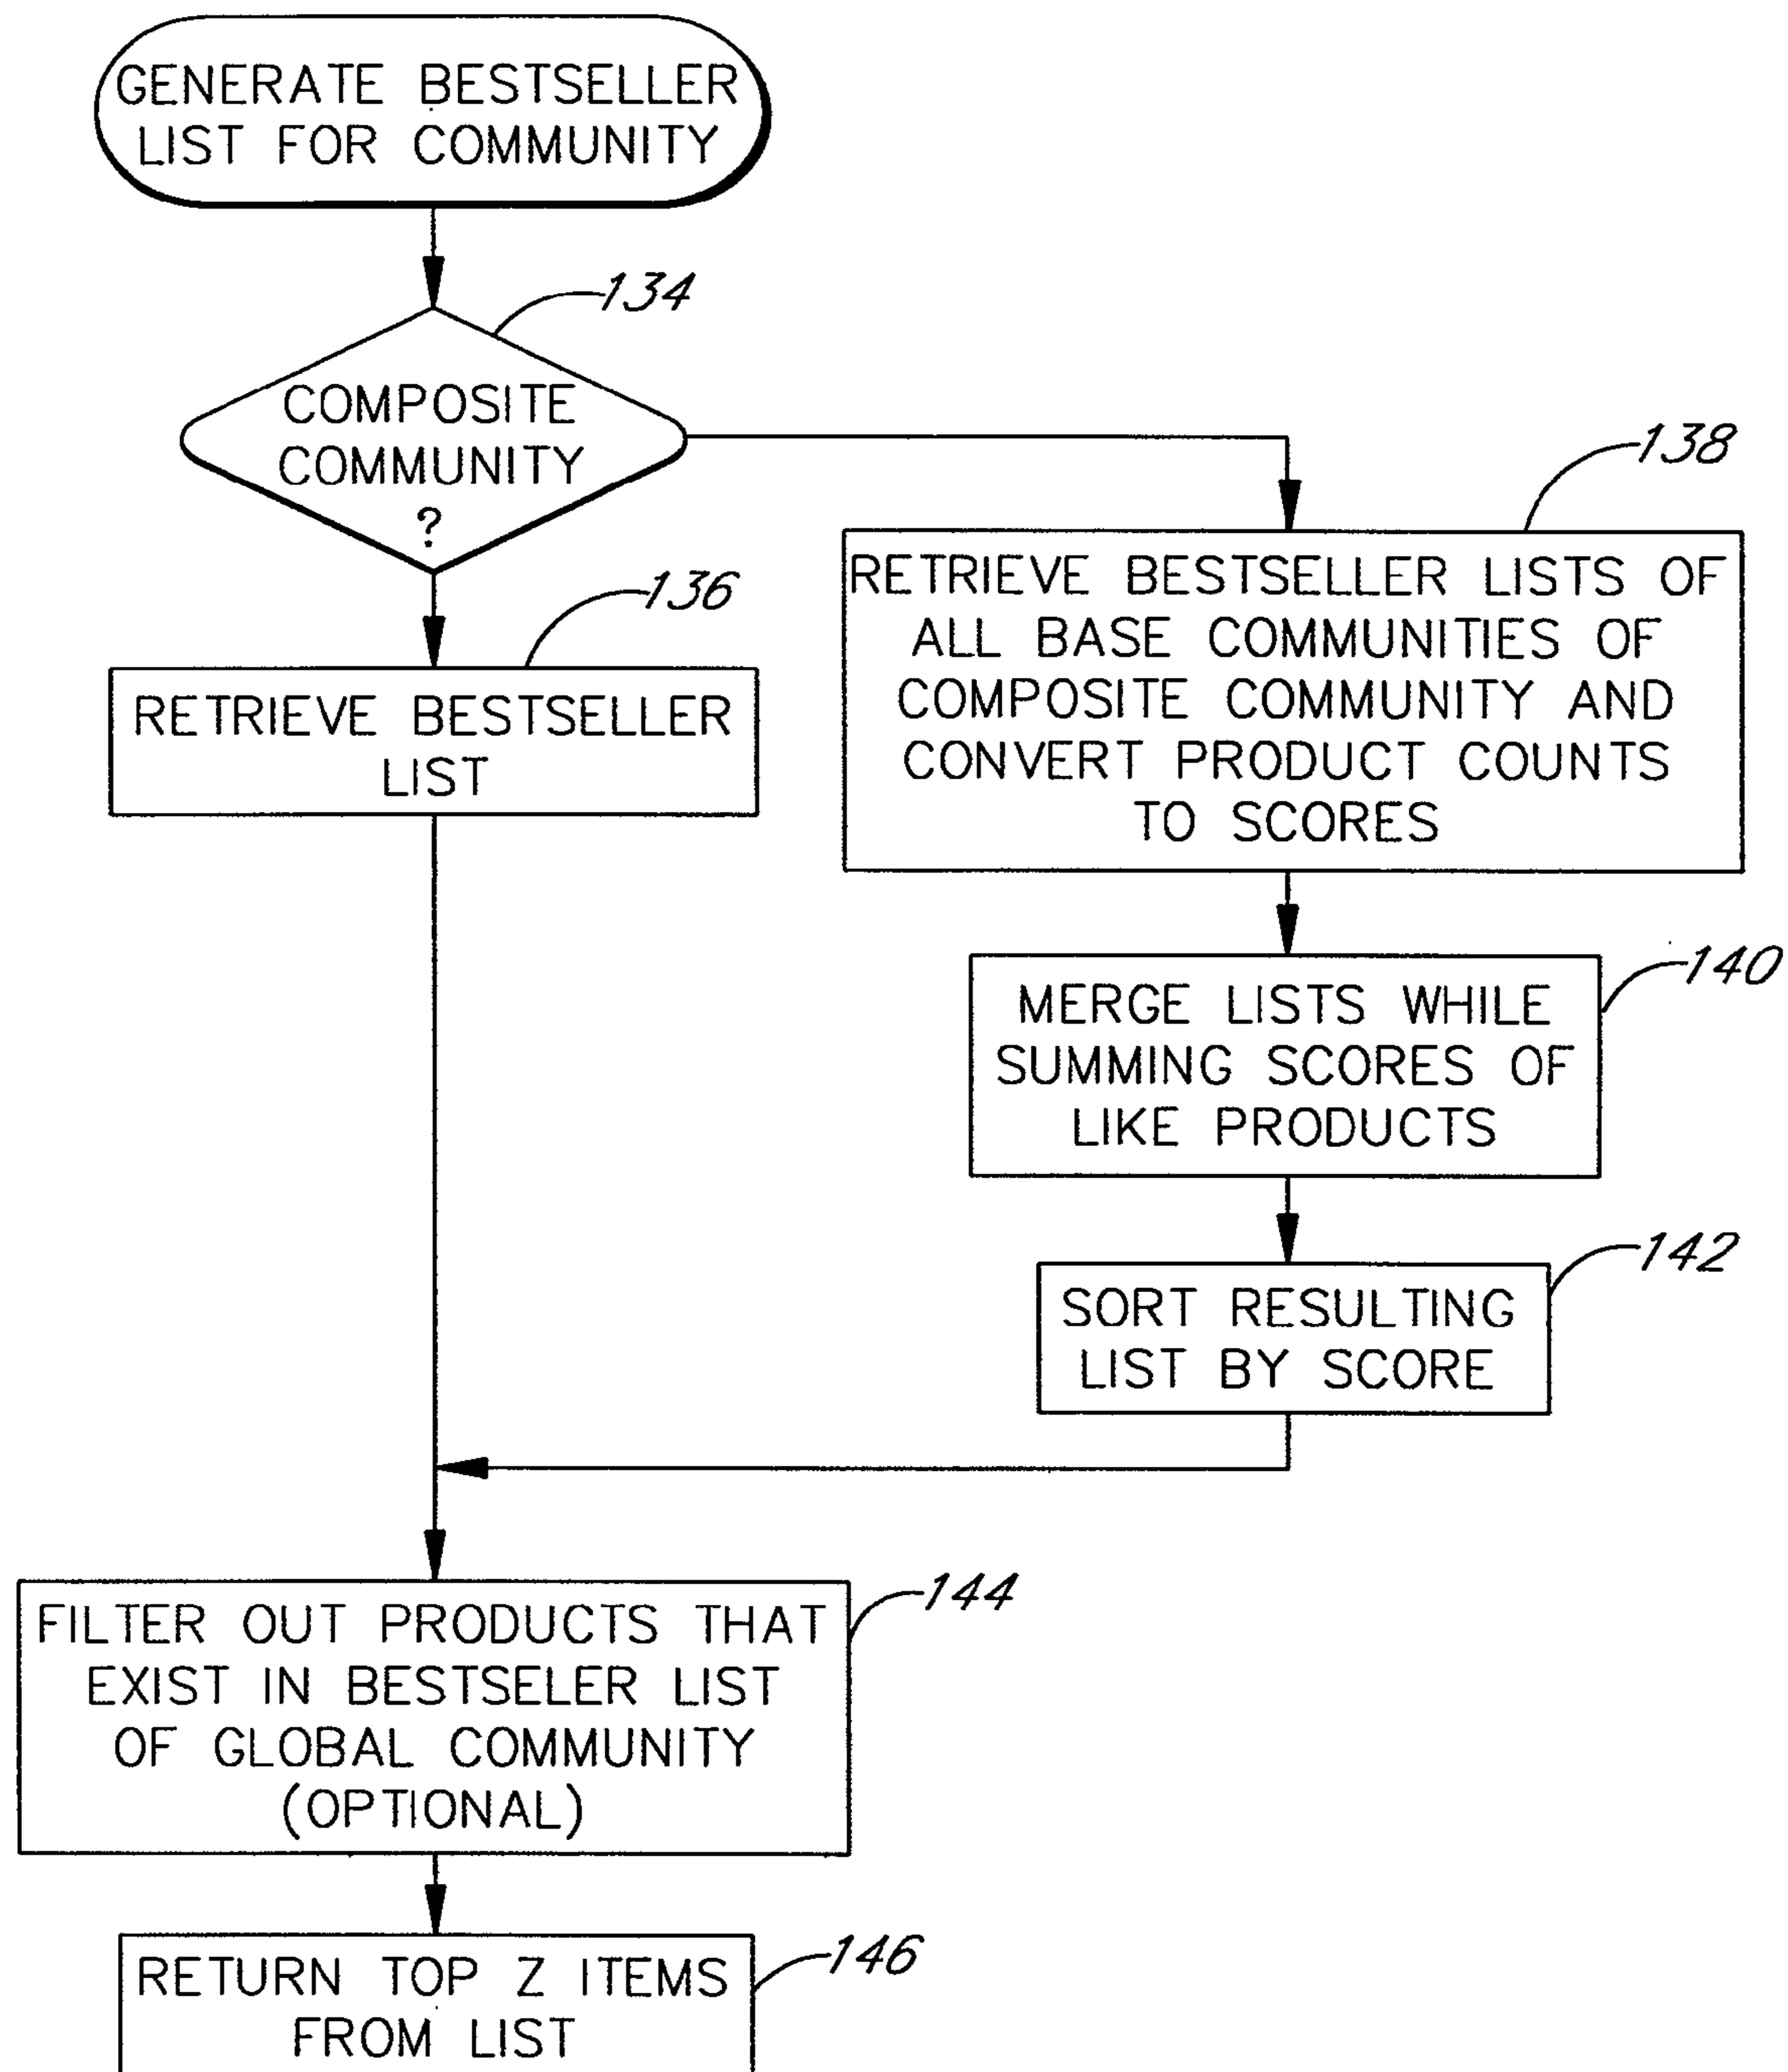 GENERATE BESTSELLER
LIST FOR COMMUNITY
134
COMPOSITE
COMMUNITY
?
136
RETRIEVE BESTSELLER
LIST
138
RETRIEVE BESTSELLER LISTS OF
ALL BASE COMMUNITIES OF
COMPOSITE COMMUNITY AND
CONVERT PRODUCT COUNTS
TO SCORES
140
MERGE LISTS WHILE
SUMMING SCORES OF
LIKE PRODUCTS
142
SORT RESULTING
LIST BY SCORE
144
FILTER OUT PRODUCTS THAT
EXIST IN BESTSELER LIST
OF GLOBAL COMMUNITY
(OPTIONAL)
146
RETURN TOP Z ITEMS
FROM LIST